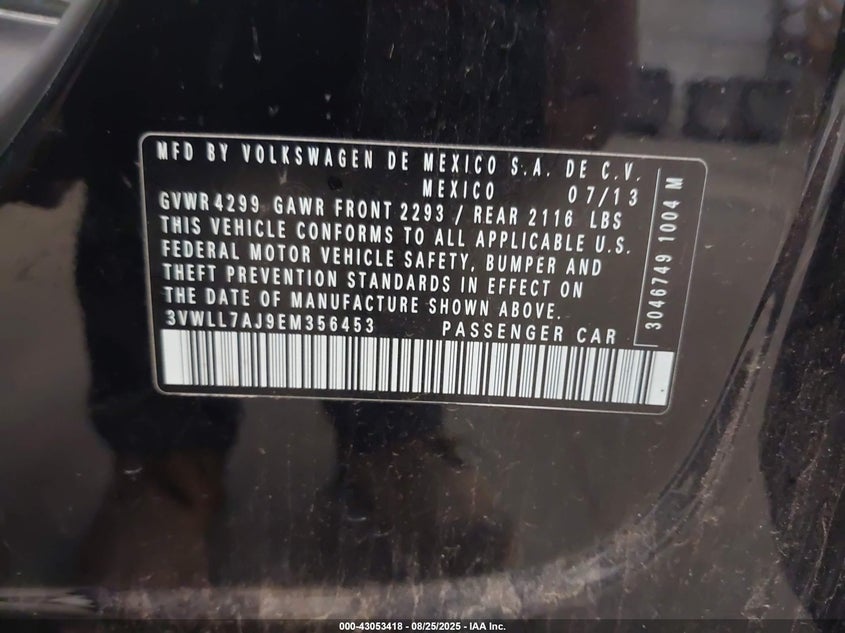 MFD BY VOLKSWAGEN DE MEXICO S.A. DE C.V.
MEXICO 07/13
GVWR 4299 GAWR FRONT 2293 / REAR 2116 LBS
THIS VEHICLE CONFORMS TO ALL APPLICABLE U.S.
FEDERAL MOTOR VEHICLE SAFETY, BUMPER AND
THEFT PREVENTION STANDARDS IN EFFECT ON
THE DATE OF MANUFACTURE SHOWN ABOVE.
3VWLL7AJ9EM356453 PASSENGER CAR
3046749 1004 M
000-43053418 - 08/25/2025 - IAA Inc.